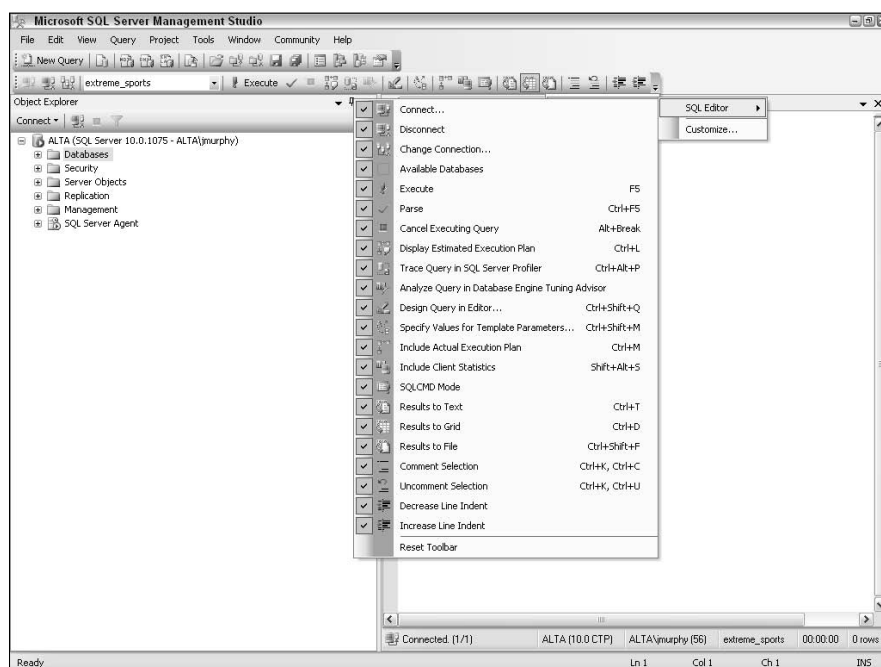 Microsoft SQL Server Management Studio
File Edit View Query Project Tools Window Community Help
New Query
extreme_sports Execute
Object Explorer
Connect
ALTA (SQL Server 10.0.1075 - ALTA\jmurphy)
Databases
Security
Server Objects
Replication
Management
SQL Server Agent
Connect...
Disconnect
Change Connection...
Available Databases
Execute F5
Parse Ctrl+F5
Cancel Executing Query Alt+Break
Display Estimated Execution Plan Ctrl+L
Trace Query in SQL Server Profiler Ctrl+Alt+P
Analyze Query in Database Engine Tuning Advisor
Design Query in Editor... Ctrl+Shift+Q
Specify Values for Template Parameters... Ctrl+Shift+M
Include Actual Execution Plan Ctrl+M
Include Client Statistics Shift+Alt+S
SQLCMD Mode
Results to Text Ctrl+T
Results to Grid Ctrl+D
Results to File Ctrl+Shift+F
Comment Selection Ctrl+K, Ctrl+C
Uncomment Selection Ctrl+K, Ctrl+U
Decrease Line Indent
Increase Line Indent
Reset Toolbar
SQL Editor
Customize...
Connected. (1/1) ALTA (10.0 CTP) ALTA\jmurphy (56) extreme_sports 00:00:00 0 rows
Ready Ln 1 Col 1 Ch 1 INS